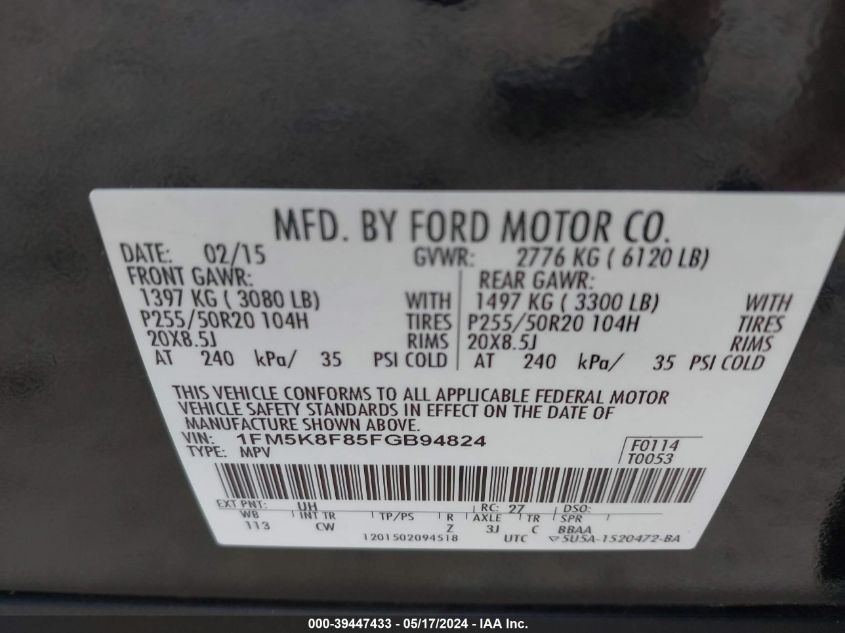 MFD. BY FORD MOTOR CO.
DATE: 02/15 GVWR: 2776 KG ( 6120 LB)
FRONT GAWR: REAR GAWR:
1397 KG ( 3080 LB) WITH 1497 KG ( 3300 LB) WITH
P255/50R20 104H TIRES P255/50R20 104H TIRES
20X8.5J RIMS 20X8.5J RIMS
AT 240 kPa/ 35 PSI COLD AT 240 kPa/ 35 PSI COLD
THIS VEHICLE CONFORMS TO ALL APPLICABLE FEDERAL MOTOR
VEHICLE SAFETY STANDARDS IN EFFECT ON THE DATE OF
MANUFACTURE SHOWN ABOVE.
VIN: 1FM5K8F85FGB94824 F0114
TYPE: MPV T0053
EXT PNT: UH RC: 27 DSO:
WB INT TR TP/PS R AXLE TR SPR
113 CW Z 3J C BBAA
1201502094518 UTC ▽5U5A-1520472-BA
000-39447433 - 05/17/2024 - IAA Inc.